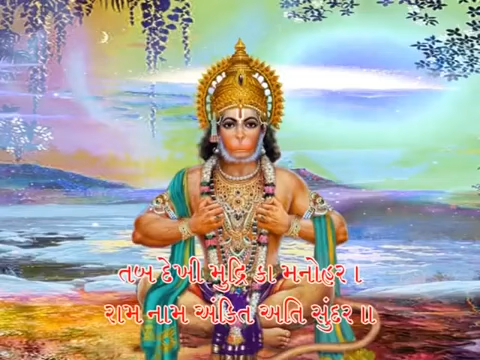 તબ દેખી મુદ્રિ કા મનોહર ।
રામ નામ અંકિત અતિ સુંદર ॥